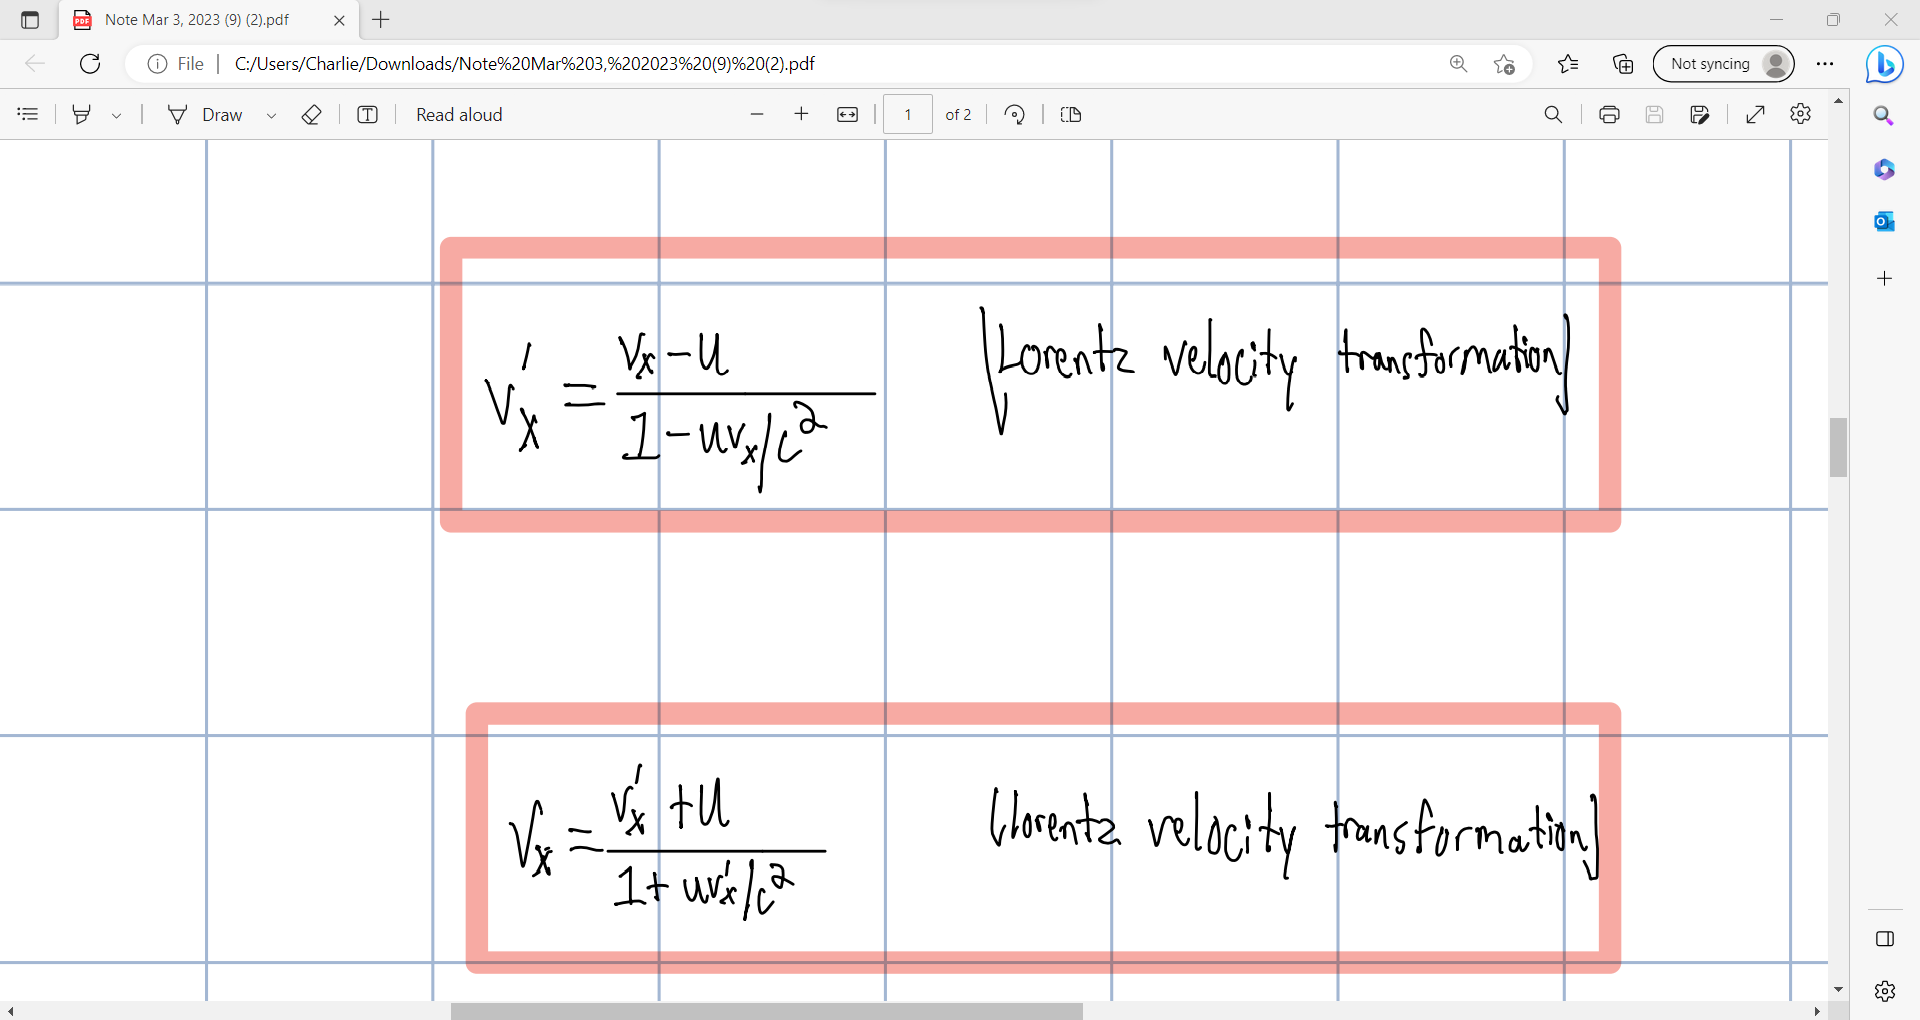 Note Mar 3, 2023 (9) (2).pdf
File C:/Users/Charlie/Downloads/Note%20Mar%203,%202023%20(9)%20(2).pdf
Not syncing
Draw
Read aloud
1 of 2
v'x = (vx - u) / (1 - uvx/c²) [Lorentz velocity transformation]
vx = (v'x + u) / (1 + uv'x/c²) [Lorentz velocity transformation]